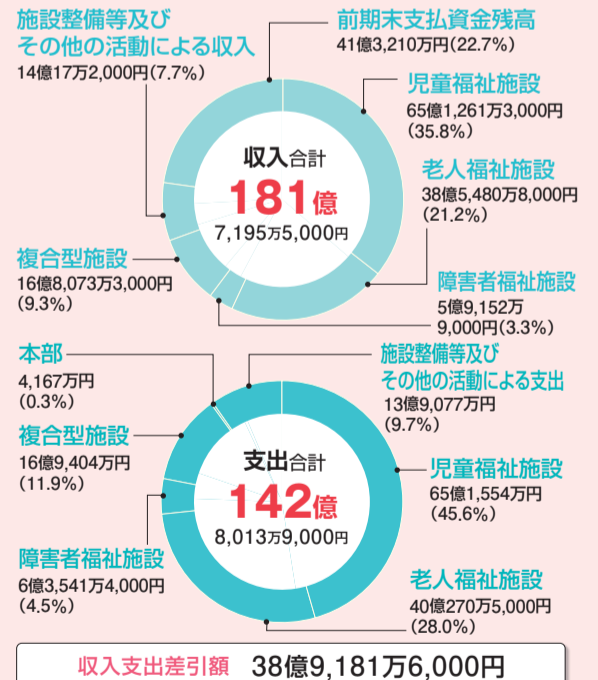 施設整備等及び
その他の活動による収入
14億17万2,000円(7.7%)
前期末支払資金残高
41億3,210万円(22.7%)
児童福祉施設
65億1,261万3,000円
(35.8%)
収入合計
181億
7,195万5,000円
老人福祉施設
38億5,480万8,000円
(21.2%)
複合型施設
16億8,073万3,000円
(9.3%)
障害者福祉施設
5億9,152万
9,000円(3.3%)
本部
4,167万円
(0.3%)
施設整備等及び
その他の活動による支出
13億9,077万円
(9.7%)
複合型施設
16億9,404万円
(11.9%)
支出合計
142億
8,013万9,000円
児童福祉施設
65億1,554万円
(45.6%)
障害者福祉施設
6億3,541万4,000円
(4.5%)
老人福祉施設
40億270万5,000円
(28.0%)
収入支出差引額 38億9,181万6,000円